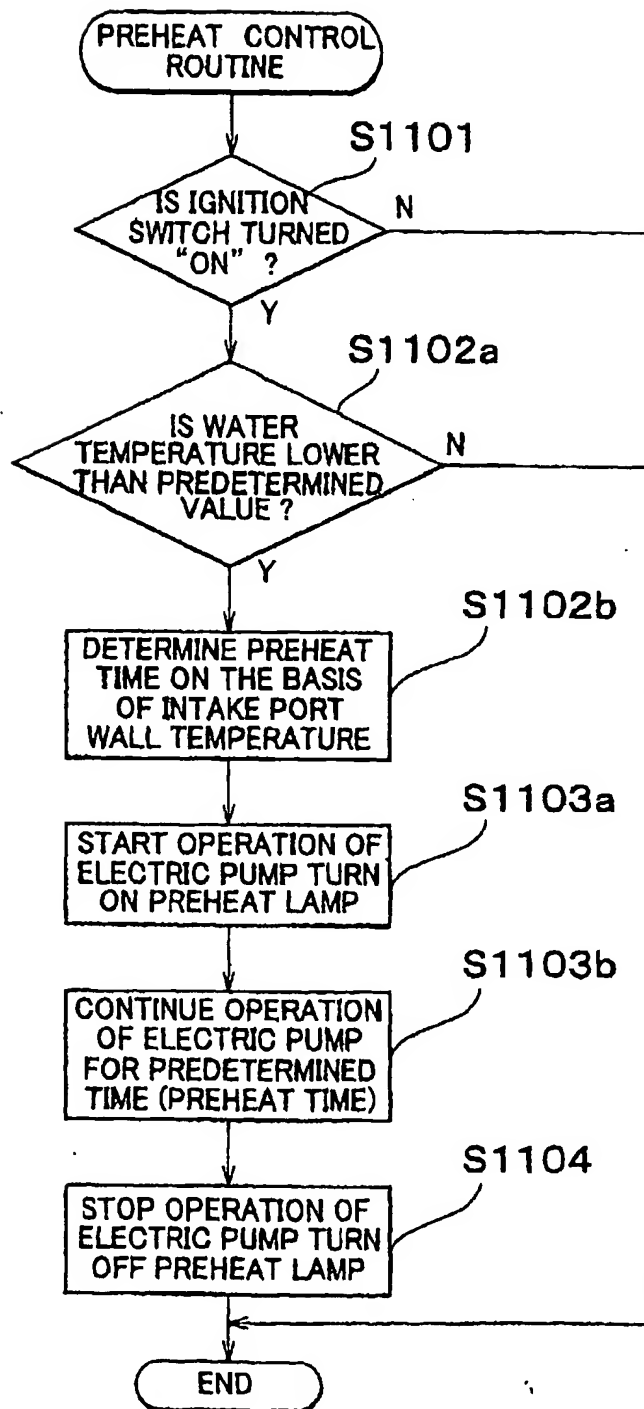 PREHEAT CONTROL
ROUTINE
S1101
IS IGNITION
SWITCH TURNED
"ON" ?
N
Y
S1102a
IS WATER
TEMPERATURE LOWER
THAN PREDETERMINED
VALUE ?
N
Y
S1102b
DETERMINE PREHEAT
TIME ON THE BASIS
OF INTAKE PORT
WALL TEMPERATURE
S1103a
START OPERATION OF
ELECTRIC PUMP TURN
ON PREHEAT LAMP
S1103b
CONTINUE OPERATION
OF ELECTRIC PUMP
FOR PREDETERMINED
TIME (PREHEAT TIME)
S1104
STOP OPERATION OF
ELECTRIC PUMP TURN
OFF PREHEAT LAMP
END